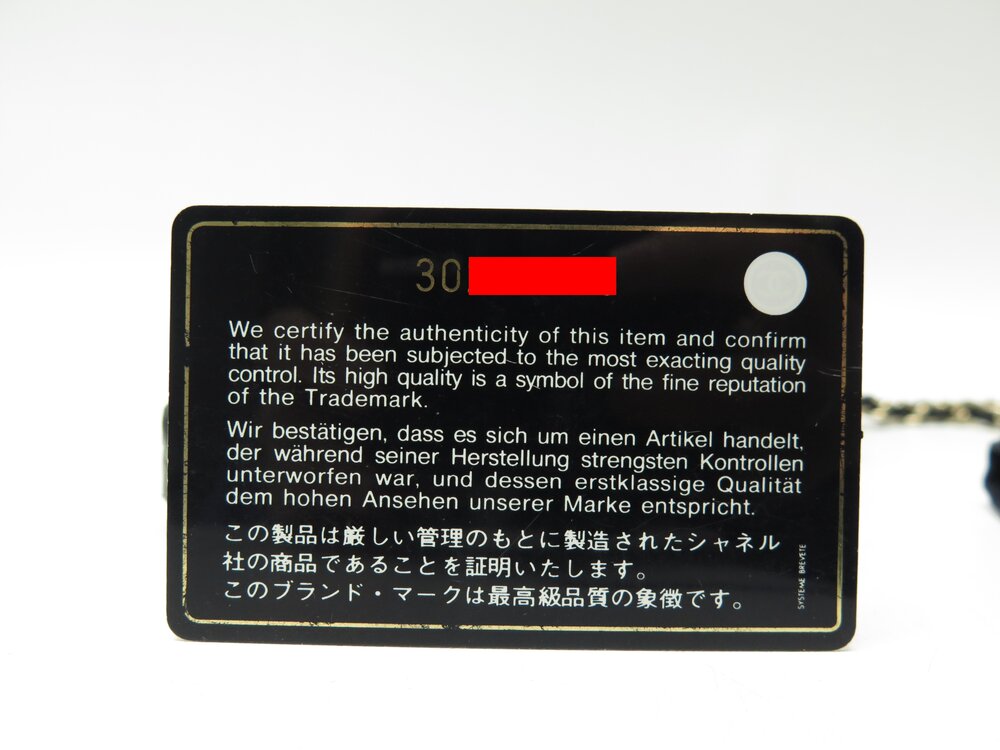 30
We certify the authenticity of this item and confirm
that it has been subjected to the most exacting quality
control. Its high quality is a symbol of the fine reputation
of the Trademark.
Wir bestätigen, dass es sich um einen Artikel handelt,
der während seiner Herstellung strengsten Kontrollen
unterworfen war, und dessen erstklassige Qualität
dem hohen Ansehen unserer Marke entspricht.
この製品は厳しい管理のもとに製造されたシャネル
社の商品であることを証明いたします。
このブランド・マークは最高級品質の象徴です。
SYSTEME BREVETE